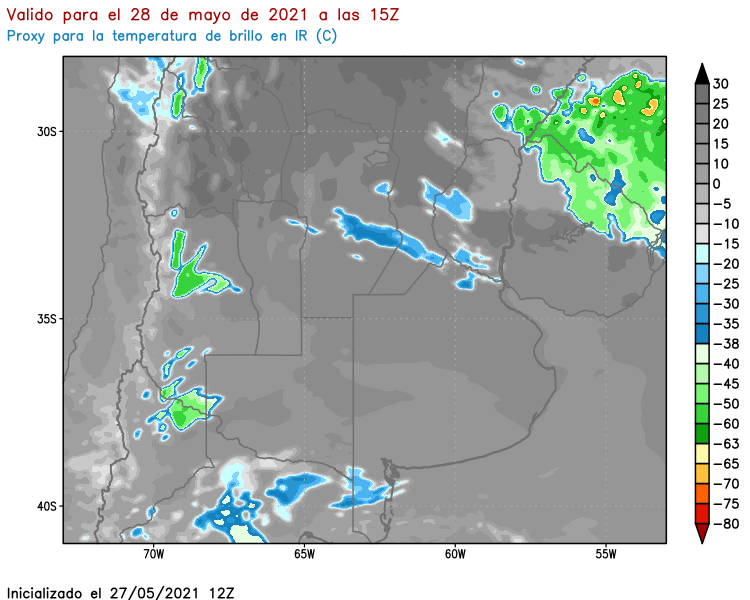 Valido para el 28 de mayo de 2021 a las 15Z
Proxy para la temperatura de brillo en IR (C)
30
25
20
15
10
0
−5
−10
−15
−20
−25
−30
−35
−38
−40
−45
−50
−60
−63
−65
−70
−73
−75
−80
30S
35S
40S
70W
65W
60W
55W
Inicializado el 27/05/2021 12Z